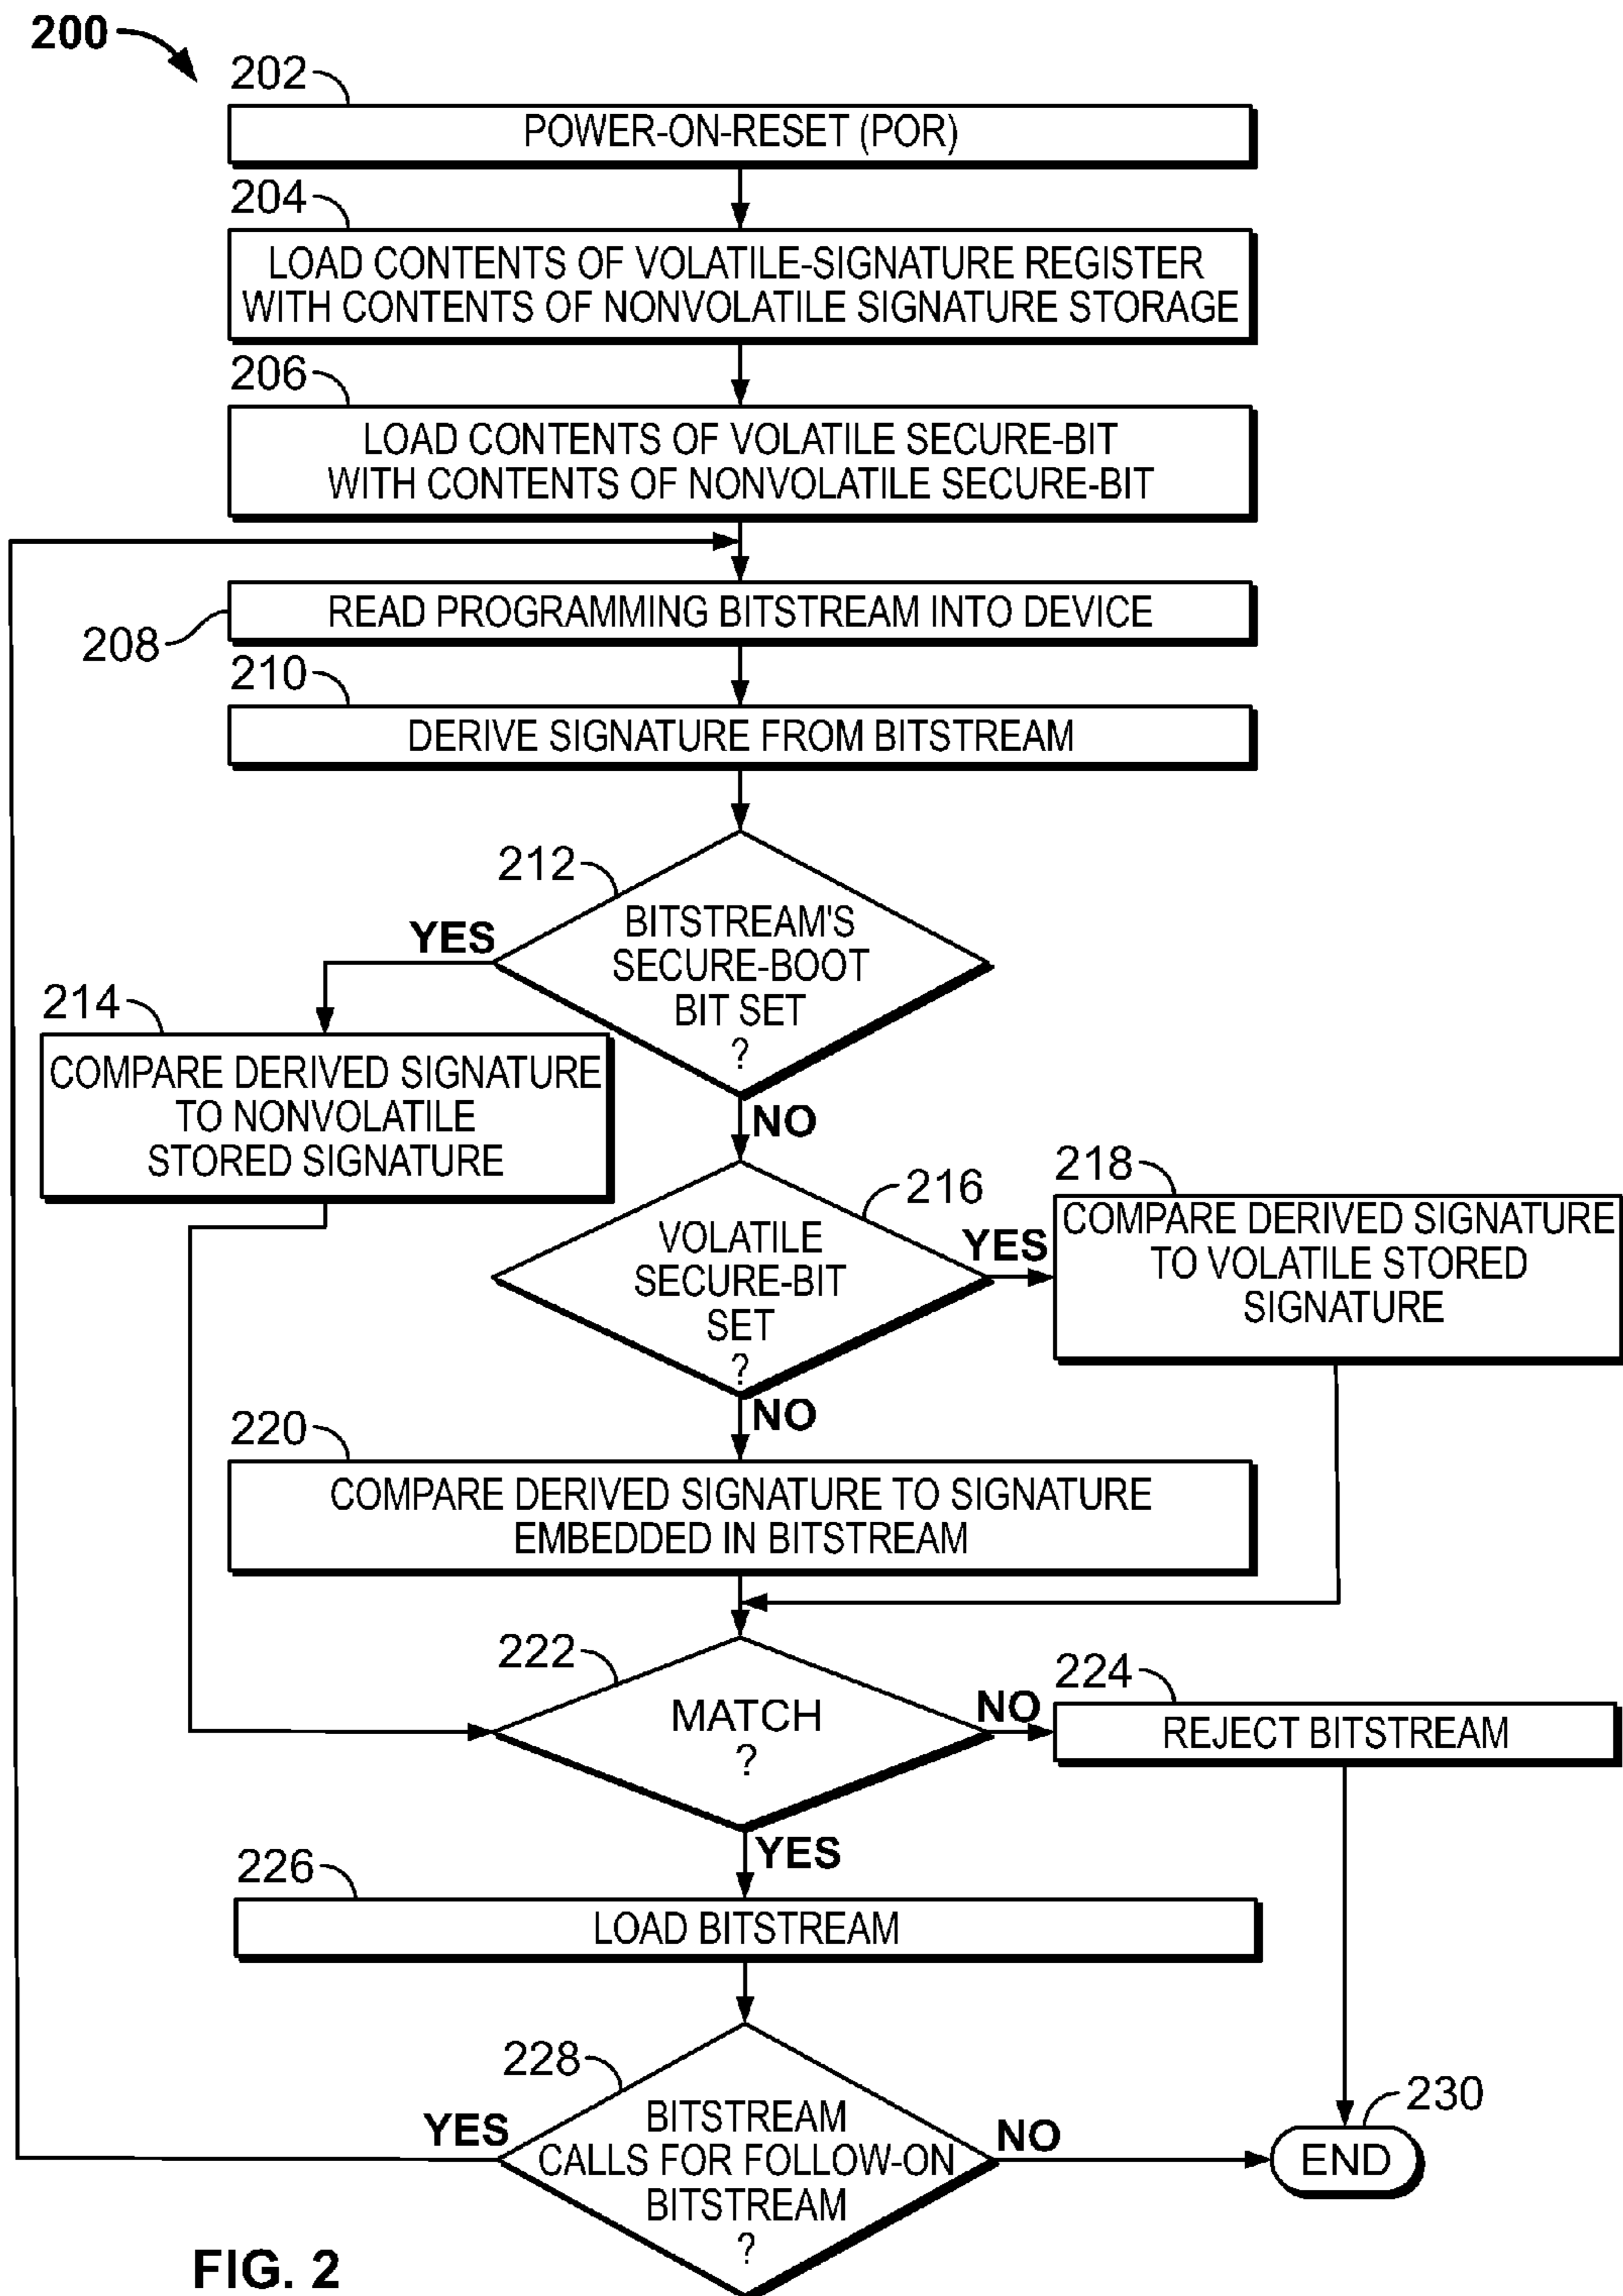 200
202
POWER-ON-RESET (POR)
204
LOAD CONTENTS OF VOLATILE-SIGNATURE REGISTER
WITH CONTENTS OF NONVOLATILE SIGNATURE STORAGE
206
LOAD CONTENTS OF VOLATILE SECURE-BIT
WITH CONTENTS OF NONVOLATILE SECURE-BIT
READ PROGRAMMING BITSTREAM INTO DEVICE
208
210
DERIVE SIGNATURE FROM BITSTREAM
212
BITSTREAM'S
SECURE-BOOT
BIT SET
?
YES
214
COMPARE DERIVED SIGNATURE
TO NONVOLATILE
STORED SIGNATURE
NO
216
VOLATILE
SECURE-BIT
SET
?
YES
218
COMPARE DERIVED SIGNATURE
TO VOLATILE STORED
SIGNATURE
NO
220
COMPARE DERIVED SIGNATURE TO SIGNATURE
EMBEDDED IN BITSTREAM
222
MATCH
?
NO
224
REJECT BITSTREAM
YES
226
LOAD BITSTREAM
228
BITSTREAM
CALLS FOR FOLLOW-ON
BITSTREAM
?
YES
NO
230
END
FIG. 2